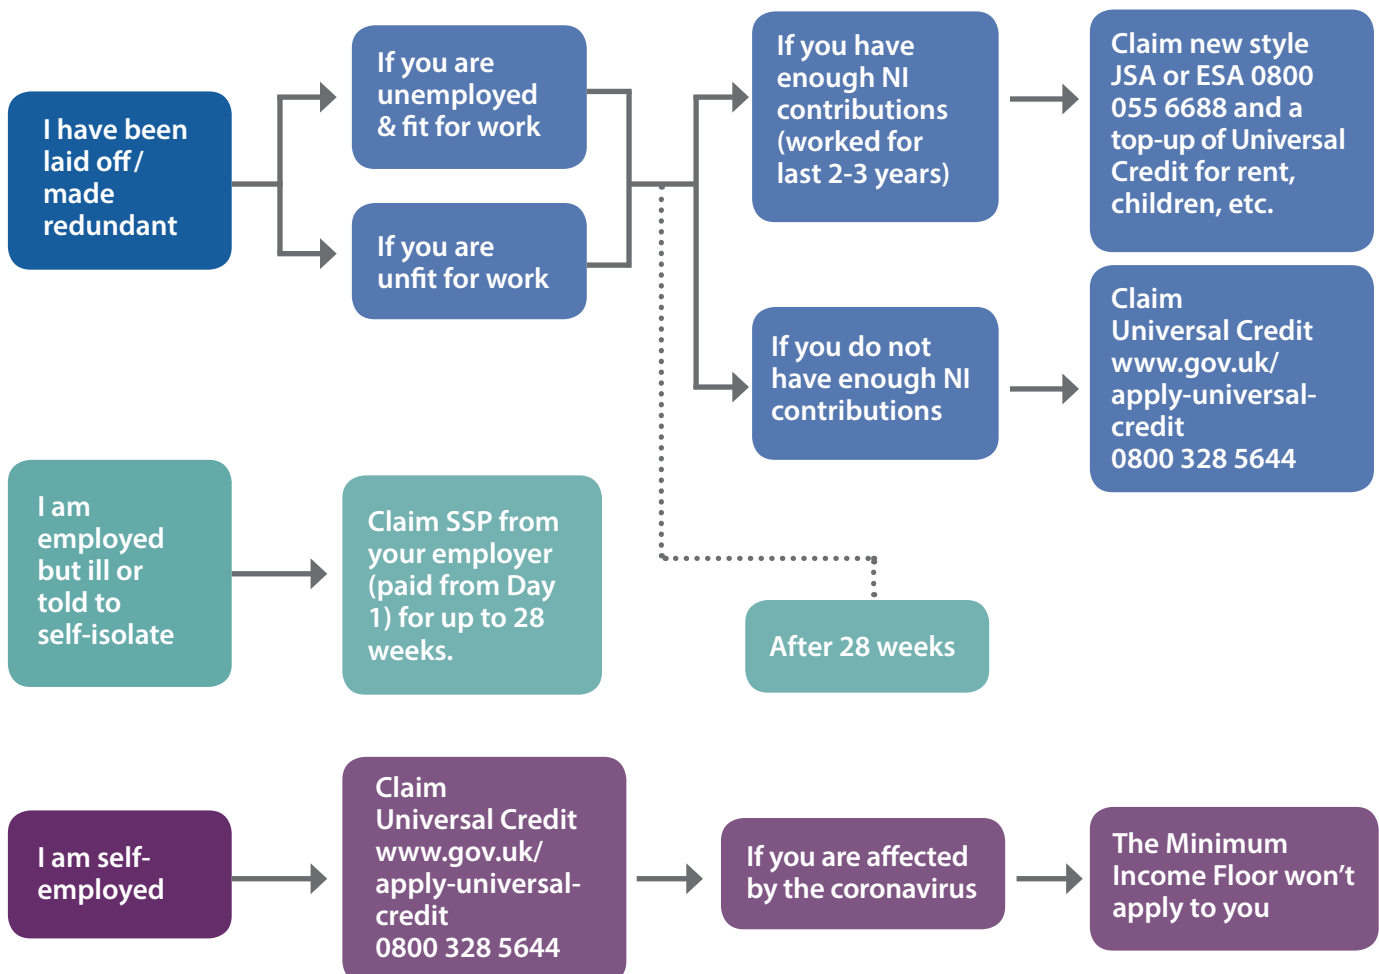 I have been
laid off/
made
redundant
If you are
unemployed
& fit for work
If you are
unfit for work
If you have
enough NI
contributions
(worked for
last 2-3 years)
Claim new style
JSA or ESA 0800
055 6688 and a
top-up of Universal
Credit for rent,
children, etc.
If you do not
have enough NI
contributions
Claim
Universal Credit
www.gov.uk/
apply-universal-
credit
0800 328 5644
I am
employed
but ill or
told to
self-isolate
Claim SSP from
your employer
(paid from Day
1) for up to 28
weeks.
After 28 weeks
I am self-
employed
Claim
Universal Credit
www.gov.uk/
apply-universal-
credit
0800 328 5644
If you are affected
by the coronavirus
The Minimum
Income Floor won't
apply to you